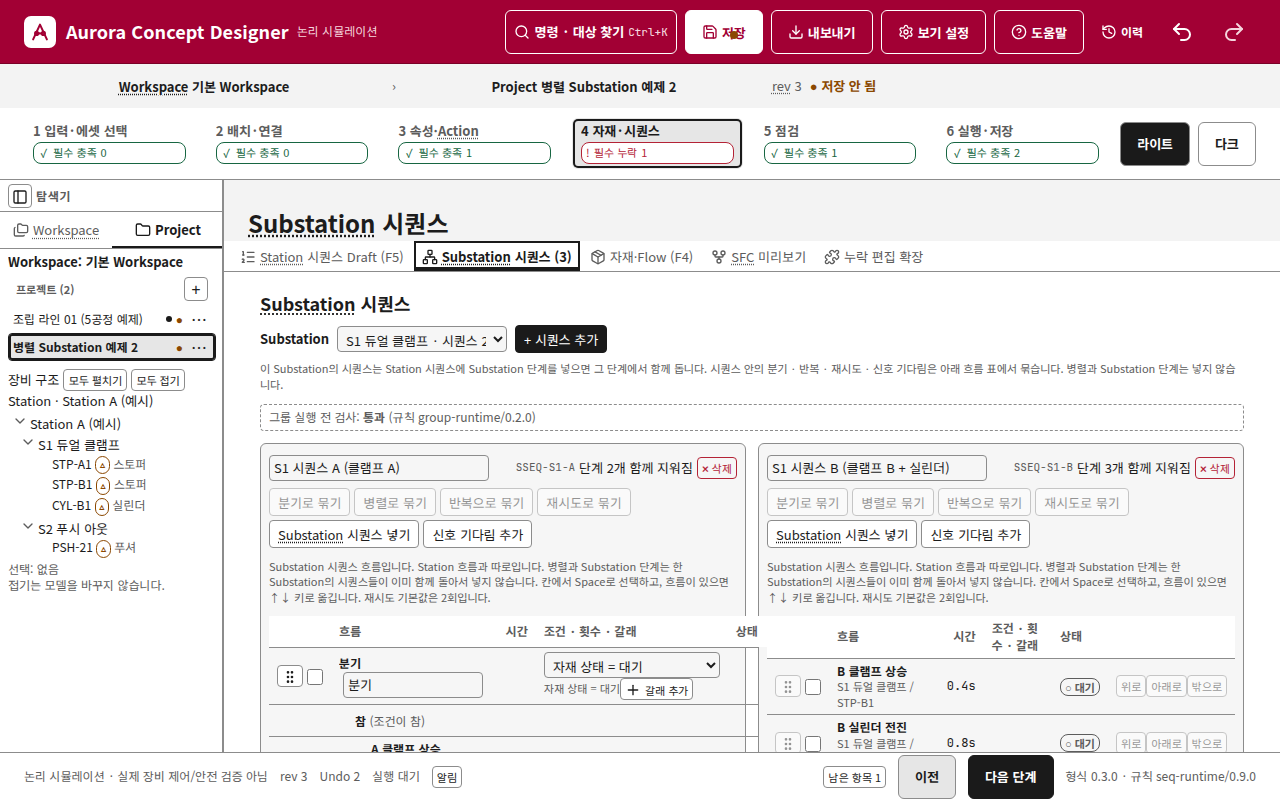 Aurora Concept Designer 논리 시뮬레이션
명령 · 대상 찾기 Ctrl+K
저장
내보내기
보기 설정
도움말
이력
Workspace 기본 Workspace
›
Project 병렬 Substation 예제 2
rev 3 ● 저장 안 됨
1 입력·에셋 선택
✓ 필수 충족 0
2 배치·연결
✓ 필수 충족 0
3 속성·Action
✓ 필수 충족 1
4 자재·시퀀스
! 필수 누락 1
5 점검
✓ 필수 충족 1
6 실행·저장
✓ 필수 충족 2
라이트
다크
탐색기
Workspace
Project
Workspace: 기본 Workspace
프로젝트 (2)
+
조립 라인 01 (5공정 예제) ● ● ···
병렬 Substation 예제 2 ● ···
장비 구조 모두 펼치기 모두 접기
Station · Station A (예시)
Station A (예시)
S1 듀얼 클램프
STP-A1 스토퍼
STP-B1 스토퍼
CYL-B1 실린더
S2 푸시 아웃
PSH-21 푸셔
선택: 없음
접기는 모델을 바꾸지 않습니다.
Substation 시퀀스
Station 시퀀스 Draft (F5)
Substation 시퀀스 (3)
자재·Flow (F4)
SFC 미리보기
누락 편집 확장
Substation 시퀀스
Substation S1 듀얼 클램프 · 시퀀스 2 + 시퀀스 추가
이 Substation의 시퀀스는 Station 시퀀스에 Substation 단계를 넣으면 그 단계에서 함께 돕니다. 시퀀스 안의 분기 · 반복 · 재시도 · 신호 기다림은 아래 흐름 표에서 묶습니다. 병렬과 Substation 단계는 넣지 않습
니다.
그룹 실행 전 검사: 통과 (규칙 group-runtime/0.2.0)
S1 시퀀스 A (클램프 A)
SSEQ-S1-A 단계 2개 함께 지워짐 × 삭제
분기로 묶기 병렬로 묶기 반복으로 묶기 재시도로 묶기
Substation 시퀀스 넣기 신호 기다림 추가
Substation 시퀀스 흐름입니다. Station 흐름과 따로입니다. 병렬과 Substation 단계는 한
Substation의 시퀀스들이 이미 함께 돌아서 넣지 않습니다. 칸에서 Space로 선택하고, 흐름이 있으면
↑↓ 키로 옮깁니다. 재시도 기본값은 2회입니다.
흐름 시간 조건 · 횟수 · 갈래 상태
분기
분기
자재 상태 = 대기
자재 상태 = 대기 + 갈래 추가
참 (조건이 참)
A 클램프 상승
S1 시퀀스 B (클램프 B + 실린더)
SSEQ-S1-B 단계 3개 함께 지워짐 × 삭제
분기로 묶기 병렬로 묶기 반복으로 묶기 재시도로 묶기
Substation 시퀀스 넣기 신호 기다림 추가
Substation 시퀀스 흐름입니다. Station 흐름과 따로입니다. 병렬과 Substation 단계는 한
Substation의 시퀀스들이 이미 함께 돌아서 넣지 않습니다. 칸에서 Space로 선택하고, 흐름이 있으면
↑↓ 키로 옮깁니다. 재시도 기본값은 2회입니다.
흐름 시간 조건 · 횟
수 · 갈래 상태
B 클램프 상승
S1 듀얼 클램프 /
STP-B1
0.4s
○ 대기
위로 아래로 밖으로
B 실린더 전진
S1 듀얼 클램프 /
0.8s
○ 대기
위로 아래로 밖으로
논리 시뮬레이션 · 실제 장비 제어/안전 검증 아님 rev 3 Undo 2 실행 대기 알림
남은 항목 1
이전
다음 단계
형식 0.3.0 · 규칙 seq-runtime/0.9.0